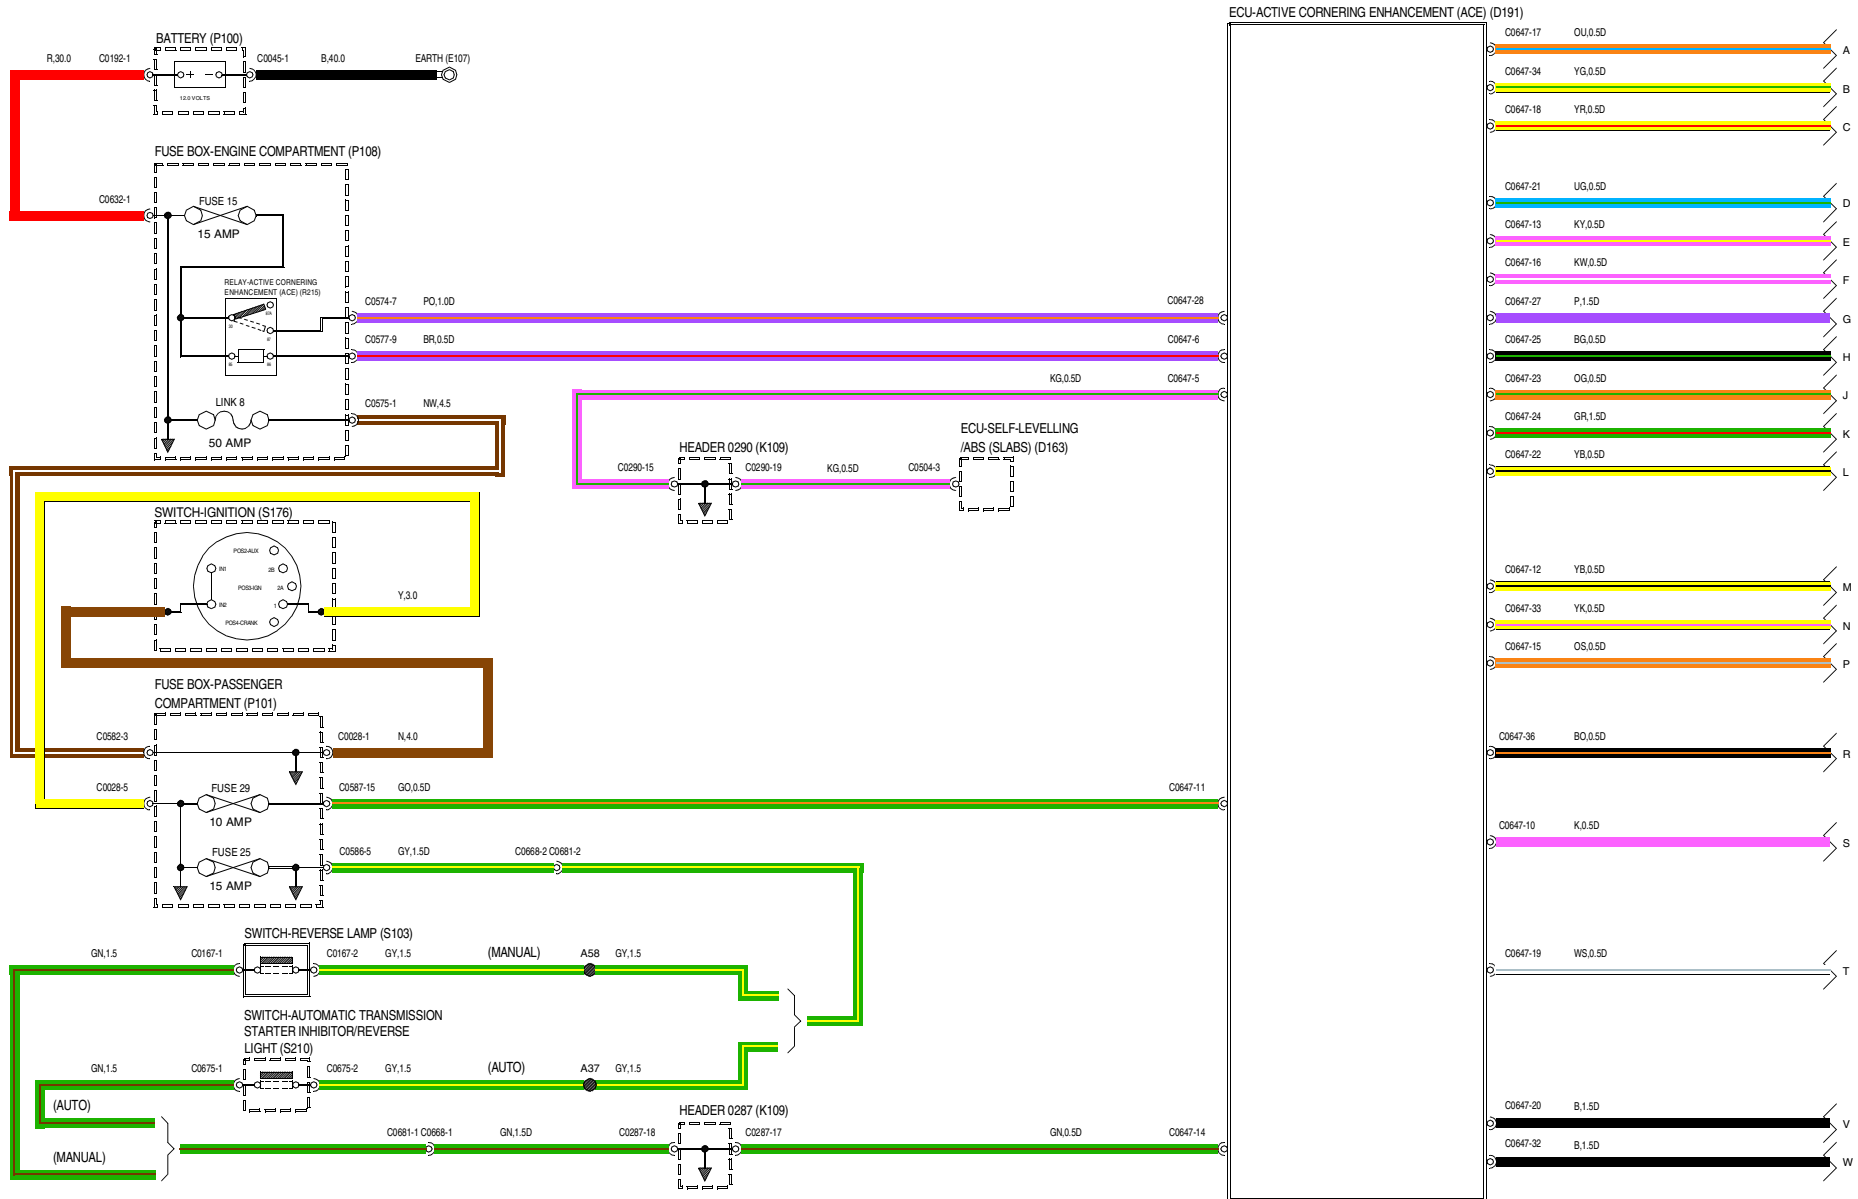 ECU-ACTIVE CORNERING ENHANCEMENT (ACE) (D191)
BATTERY (P100)
R,30.0 C0192-1 C0045-1 B,40.0 EARTH (E107)
+ -
12.0 VOLTS
FUSE BOX-ENGINE COMPARTMENT (P108)
C0632-1 FUSE 15
15 AMP
RELAY-ACTIVE CORNERING
ENHANCEMENT (ACE) (R215)
87A
30
87
85 86
C0574-7 PO,1.0D C0647-28
C0577-9 BR,0.5D C0647-6
KG,0.5D C0647-5
LINK 8 C0575-1 NW,4.5
50 AMP
HEADER 0290 (K109)
ECU-SELF-LEVELLING
/ABS (SLABS) (D163)
C0290-15 C0290-19 KG,0.5D C0504-3
SWITCH-IGNITION (S176)
POS2-AUX
IN1 2B
POS3-IGN 2A
IN2 1
POS4-CRANK
Y,3.0
FUSE BOX-PASSENGER
COMPARTMENT (P101)
C0582-3 C0028-1 N,4.0
C0028-5 FUSE 29 C0587-15 GO,0.5D C0647-11
10 AMP
FUSE 25 C0586-5 GY,1.5D C0668-2 C0681-2
15 AMP
SWITCH-REVERSE LAMP (S103)
GN,1.5 C0167-1 C0167-2 GY,1.5 (MANUAL) A58 GY,1.5
SWITCH-AUTOMATIC TRANSMISSION
STARTER INHIBITOR/REVERSE
LIGHT (S210)
GN,1.5 C0675-1 C0675-2 GY,1.5 (AUTO) A37 GY,1.5
(AUTO)
(MANUAL)
HEADER 0287 (K109)
C0681-1 C0668-1 GN,1.5D C0287-18 C0287-17 GN,0.5D C0647-14
C0647-17 OU,0.5D A
C0647-34 YG,0.5D B
C0647-18 YR,0.5D C
C0647-21 UG,0.5D D
C0647-13 KY,0.5D E
C0647-16 KW,0.5D F
C0647-27 P,1.5D G
C0647-25 BG,0.5D H
C0647-23 OG,0.5D J
C0647-24 GR,1.5D K
C0647-22 YB,0.5D L
C0647-12 YB,0.5D M
C0647-33 YK,0.5D N
C0647-15 OS,0.5D P
C0647-36 BO,0.5D R
C0647-10 K,0.5D S
C0647-19 WS,0.5D T
C0647-20 B,1.5D V
C0647-32 B,1.5D W